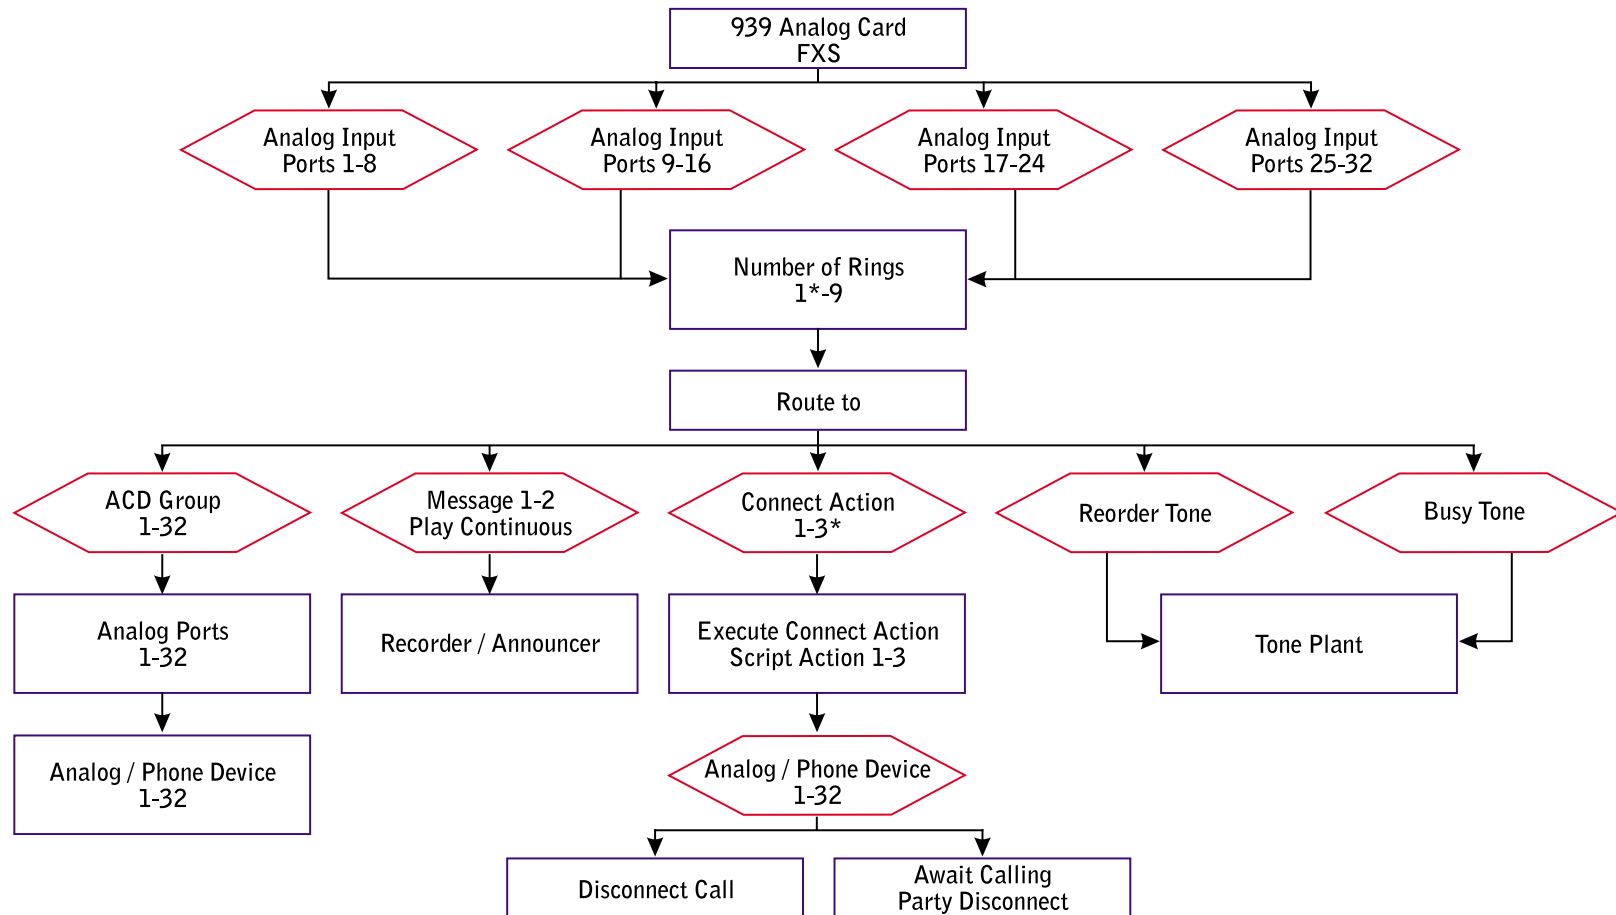 939 Analog Card
FXS
Analog Input
Ports 1-8
Analog Input
Ports 9-16
Analog Input
Ports 17-24
Analog Input
Ports 25-32
Number of Rings
1*-9
Route to
ACD Group
1-32
Message 1-2
Play Continuous
Connect Action
1-3*
Reorder Tone
Busy Tone
Analog Ports
1-32
Recorder / Announcer
Execute Connect Action
Script Action 1-3
Tone Plant
Analog / Phone Device
1-32
Analog / Phone Device
1-32
Disconnect Call
Await Calling
Party Disconnect